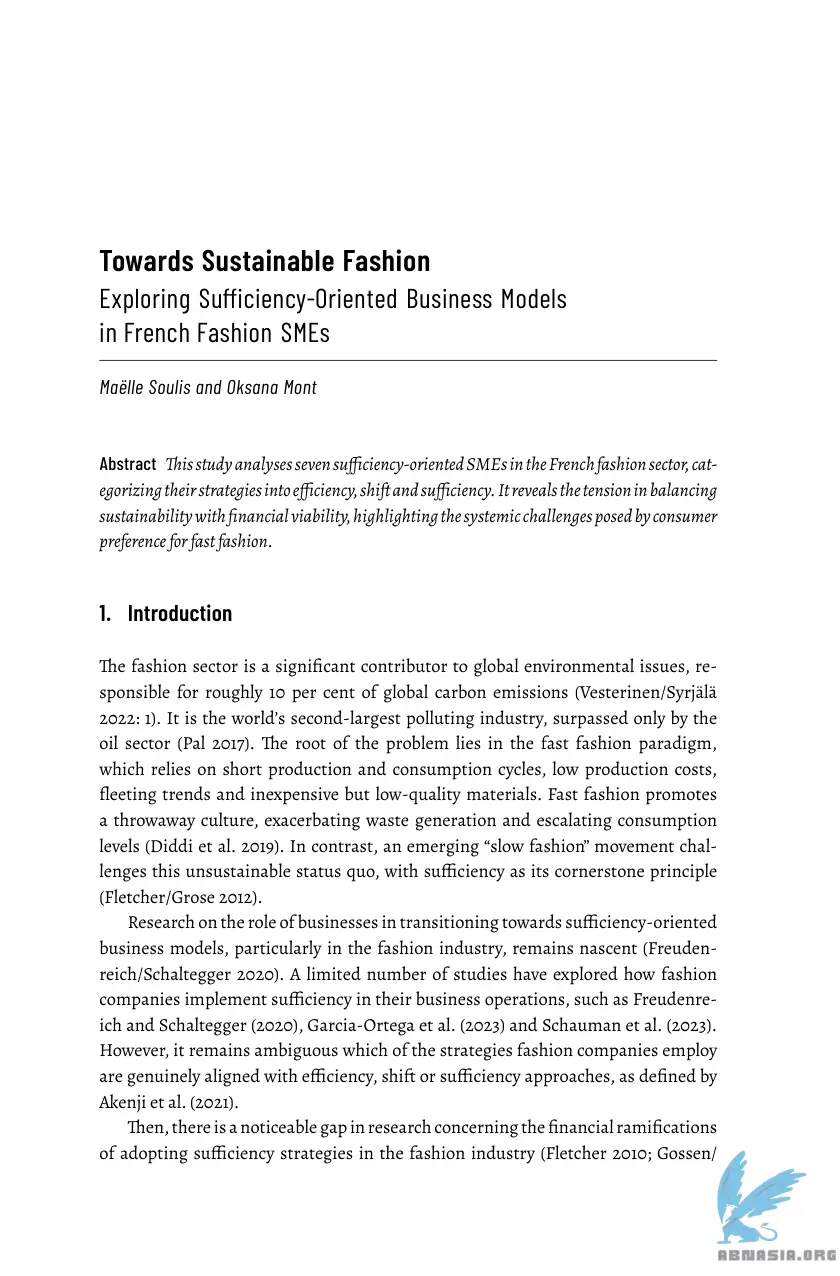 Towards Sustainable Fashion
Exploring Sufficiency-Oriented Business Models
in French Fashion SMEs
Maëlle Soulis and Oksana Mont
Abstract This study analyses seven sufficiency-oriented SMEs in the French fashion sector, cat-
egorizing their strategies into efficiency, shift and sufficiency. It reveals the tension in balancing
sustainability with financial viability, highlighting the systemic challenges posed by consumer
preference for fast fashion.
1. Introduction
The fashion sector is a significant contributor to global environmental issues, re-
sponsible for roughly 10 per cent of global carbon emissions (Vesterinen/Syrjälä
2022: 1). It is the world’s second-largest polluting industry, surpassed only by the
oil sector (Pal 2017). The root of the problem lies in the fast fashion paradigm,
which relies on short production and consumption cycles, low production costs,
fleeting trends and inexpensive but low-quality materials. Fast fashion promotes
a throwaway culture, exacerbating waste generation and escalating consumption
levels (Diddi et al. 2019). In contrast, an emerging “slow fashion” movement chal-
lenges this unsustainable status quo, with sufficiency as its cornerstone principle
(Fletcher/Grose 2012).
Research on the role of businesses in transitioning towards sufficiency-oriented
business models, particularly in the fashion industry, remains nascent (Freuden-
reich/Schaltegger 2020). A limited number of studies have explored how fashion
companies implement sufficiency in their business operations, such as Freudenre-
ich and Schaltegger (2020), Garcia-Ortega et al. (2023) and Schauman et al. (2023).
However, it remains ambiguous which of the strategies fashion companies employ
are genuinely aligned with efficiency, shift or sufficiency approaches, as defined by
Akenji et al. (2021).
Then, there is a noticeable gap in research concerning the financial ramifications
of adopting sufficiency strategies in the fashion industry (Fletcher 2010; Gossen/
ABNASIA.ORG